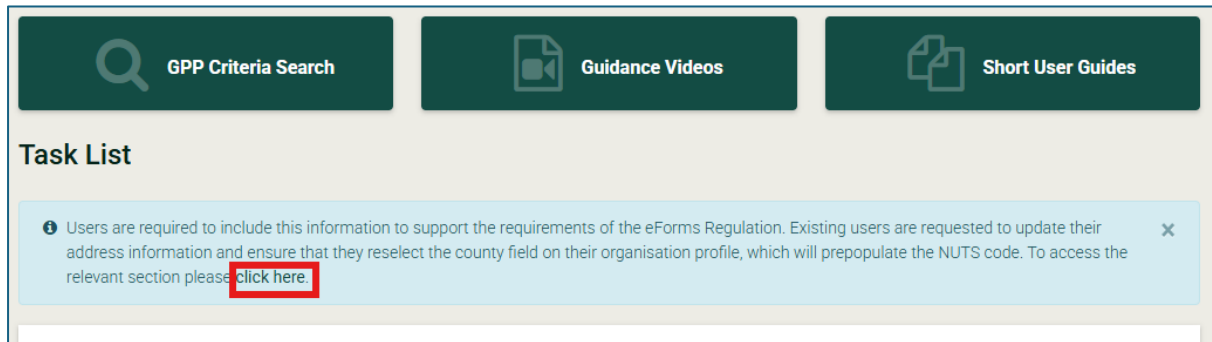 GPP Criteria Search
Guidance Videos
Short User Guides
Task List
Users are required to include this information to support the requirements of the eForms Regulation. Existing users are requested to update their
address information and ensure that they reselect the county field on their organisation profile, which will prepopulate the NUTS code. To access the
relevant section please click here.